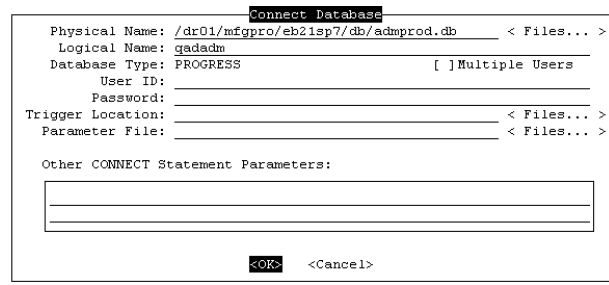 Connect Database
Physical Name: /dr01/mfgpro/eb21sp7/db/admprod.db < Files... >
Logical Name: qadadm
Database Type: PROGRESS [ ]Multiple Users
User ID:
Password:
Trigger Location: < Files... >
Parameter File: < Files... >
Other CONNECT Statement Parameters:
<OK> <Cancel>